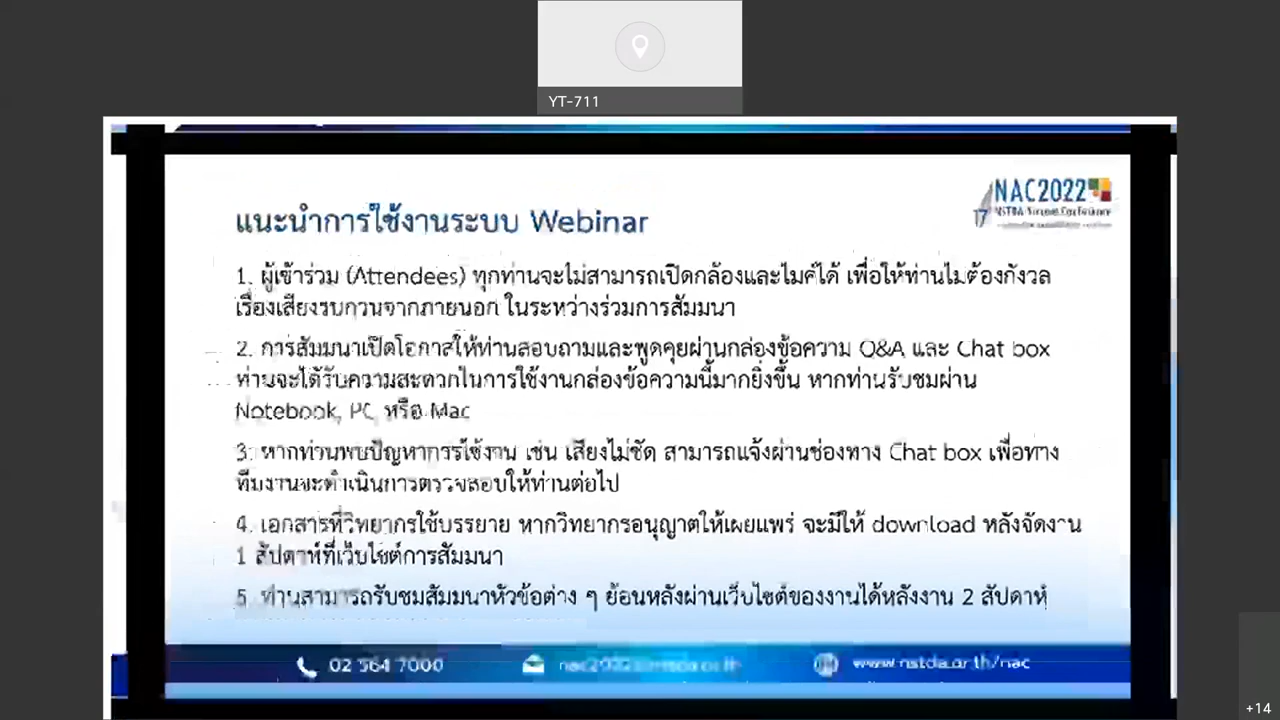 YT-711
NAC2022
17
NSTDA Annual Conference
แนะนำการใช้งานระบบ Webinar
1. ผู้เข้าร่วม (Attendees) ทุกท่านจะไม่สามารถเปิดกล้องและไมค์ได้ เพื่อให้ท่านไม่ต้องกังวล
เรื่องเสียงรบกวนจากภายนอก ในระหว่างร่วมการสัมมนา
2. การสัมมนาเปิดโอกาสให้ท่านสอบถามและพูดคุยผ่านกล่องข้อความ Q&A และ Chat box
ท่านจะได้รับความสะดวกในการใช้งานกล่องข้อความนี้มากยิ่งขึ้น หากท่านรับชมผ่าน
Notebook, PC หรือ Mac
3. หากท่านพบปัญหาการใช้งาน เช่น เสียงไม่ชัด สามารถแจ้งผ่านช่องทาง Chat box เพื่อทาง
ทีมงานจะดำเนินการตรวจสอบให้ท่านต่อไป
4. เอกสารที่วิทยากรใช้บรรยาย หากวิทยากรอนุญาตให้เผยแพร่ จะมีให้ download หลังจัดงาน
1 สัปดาห์ที่เว็บไซต์การสัมมนา
5. ท่านสามารถรับชมสัมมนาหัวข้อต่าง ๆ ย้อนหลังผ่านเว็บไซต์ของงานได้หลังงาน 2 สัปดาห์
02 564 7000
nac2022@nstda.or.th
www.nstda.or.th/nac
+14